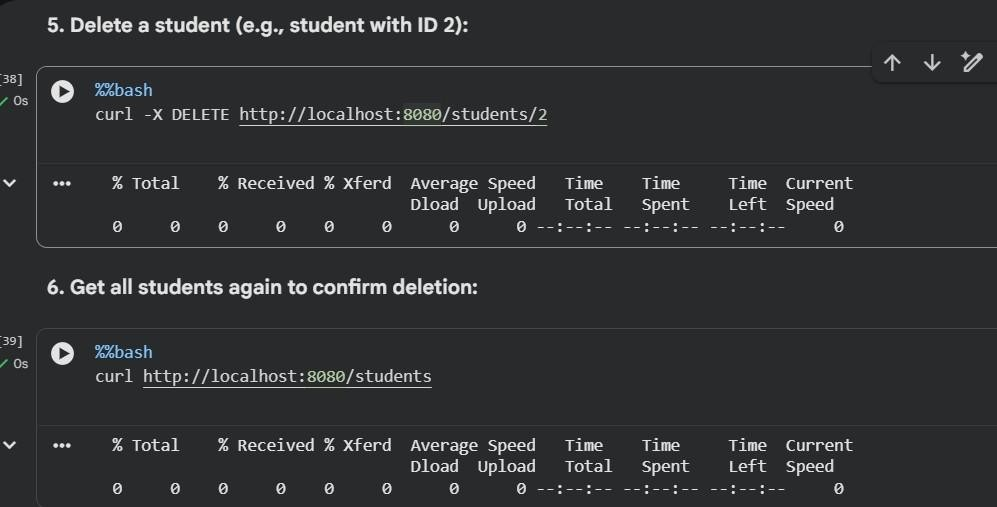 5. Delete a student (e.g., student with ID 2):
[38]
0s
%%bash
curl -X DELETE http://localhost:8080/students/2
% Total % Received % Xferd Average Speed Time Time Time Current
Dload Upload Total Spent Left Speed
0 0 0 0 0 0 0 0 --:--:-- --:--:-- --:--:-- 0
6. Get all students again to confirm deletion:
[39]
0s
%%bash
curl http://localhost:8080/students
% Total % Received % Xferd Average Speed Time Time Time Current
Dload Upload Total Spent Left Speed
0 0 0 0 0 0 0 0 --:--:-- --:--:-- --:--:-- 0